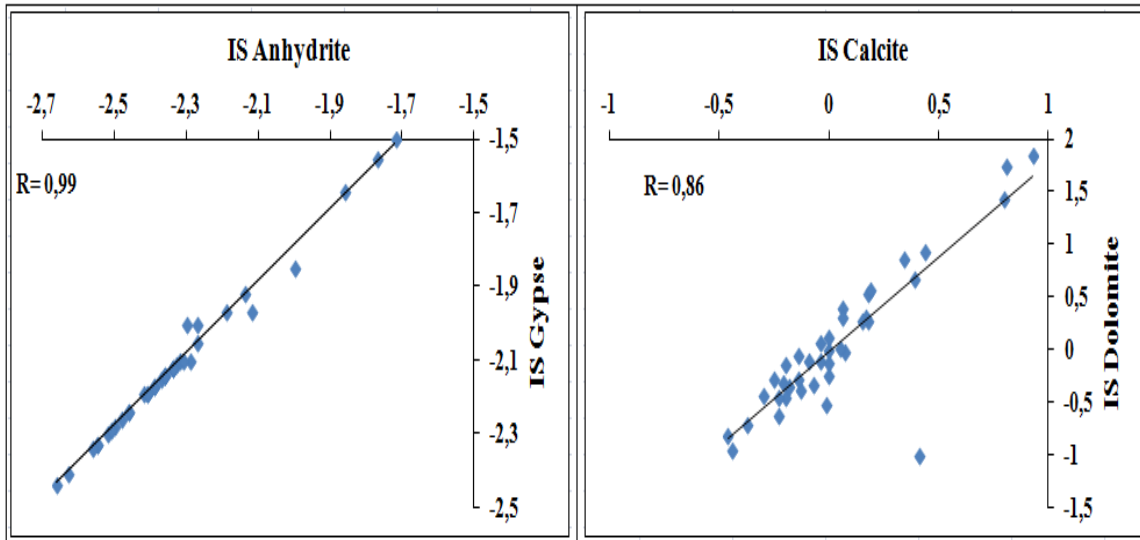 IS Anhydrite
-2,7 -2,5 -2,3 -2,1 -1,9 -1,7 -1,5
-1,5
R= 0,99
-1,7
-1,9
-2,1
-2,3
-2,5
IS Gypse
IS Calcite
-1 -0,5 0 0,5 1
2
R= 0,86
1,5
1
0,5
0
-0,5
-1
-1,5
IS Dolomite